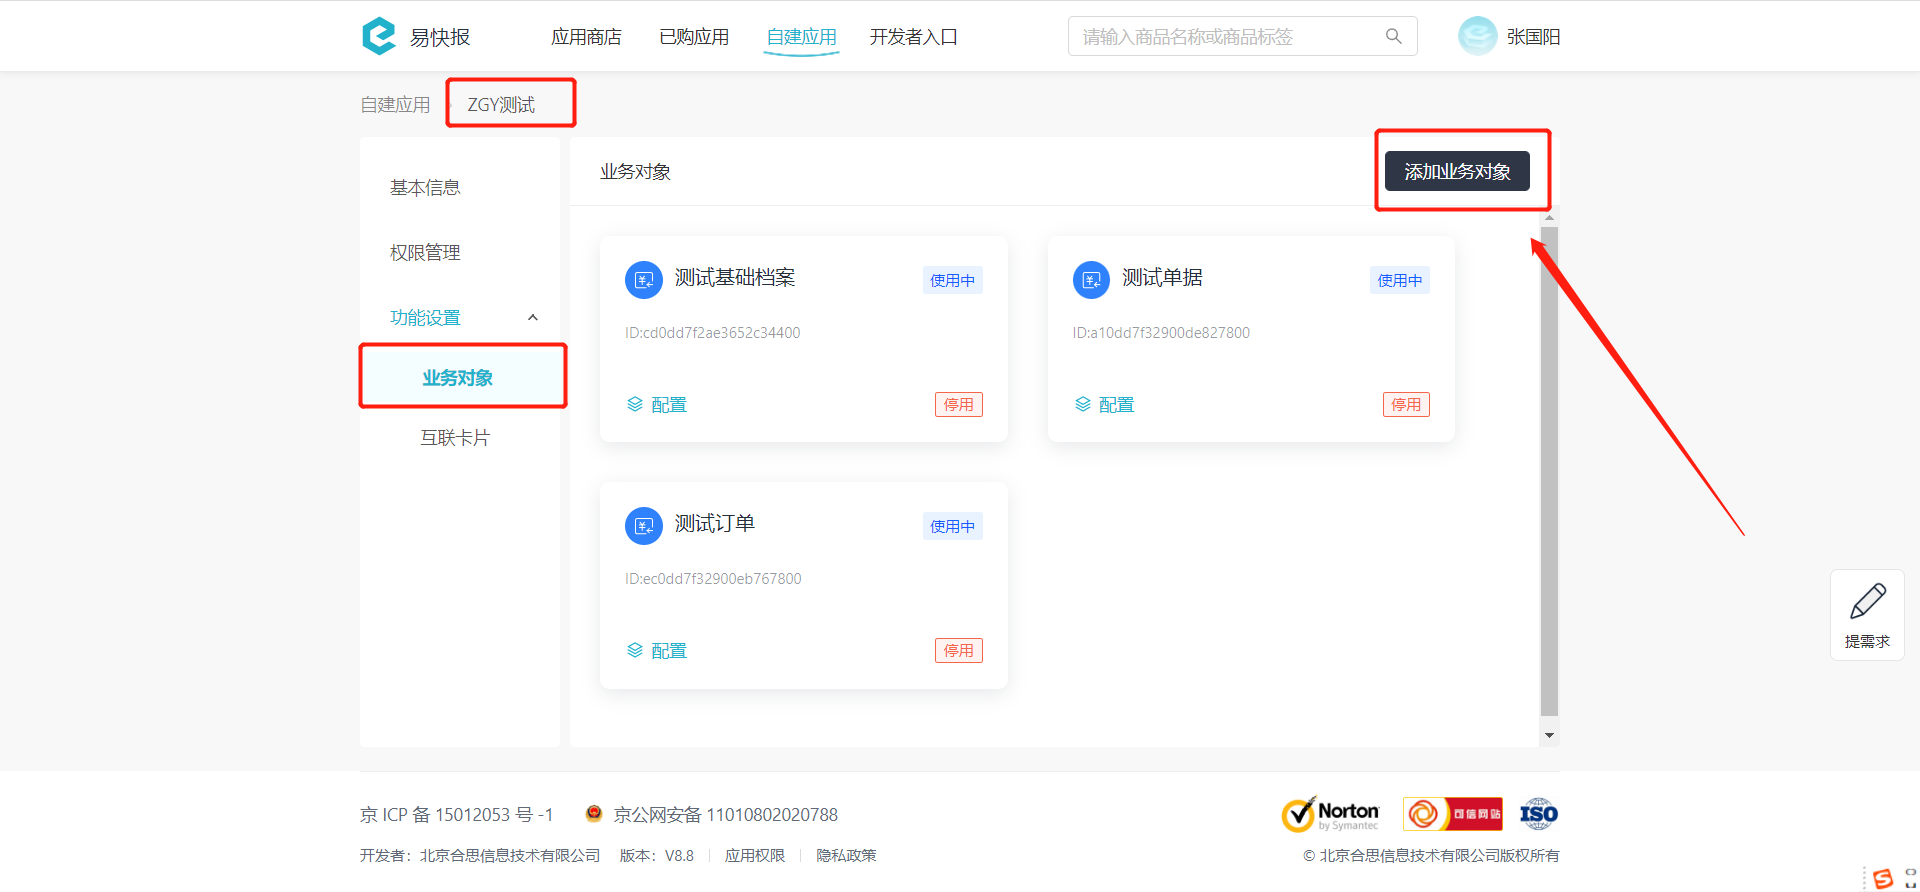 易快报
应用商店 已购应用 自建应用 开发者入口
请输入商品名称或商品标签
张国阳
自建应用 ZGY测试
基本信息
权限管理
功能设置
业务对象
互联卡片
业务对象
添加业务对象
测试基础档案 使用中
ID:cd0dd7f2ae3652c34400
配置 停用
测试单据 使用中
ID:a10dd7f32900de827800
配置 停用
测试订单 使用中
ID:ec0dd7f32900eb767800
配置 停用
提需求
京 ICP 备 15012053 号 -1 京公网安备 11010802020788
开发者：北京合思信息技术有限公司 版本：V8.8 应用权限 隐私政策
Norton
by Symantec
可信网站
ISO
© 北京合思信息技术有限公司版权所有